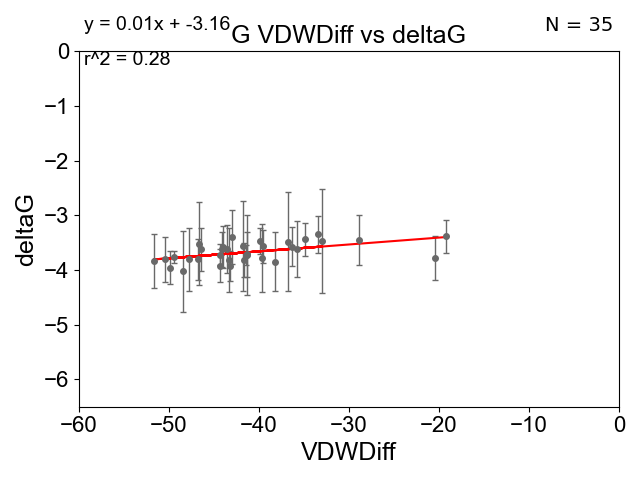 y = 0.01x + -3.16
G VDWDiff vs deltaG
N = 35
r^2 = 0.28
deltaG
0
−1
−2
−3
−4
−5
−6
−60
−50
−40
−30
−20
−10
0
VDWDiff